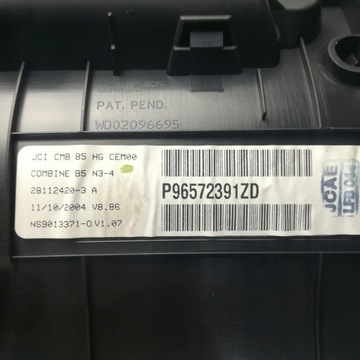 PAT. PEND.
WO02096695
JCI CMB B5 HG CEM00
COMBINE B5 N3-4
28112420-3 A
11/10/2004 V8.86
NS9013371-0 V1.07
P96572391ZD
JCAE